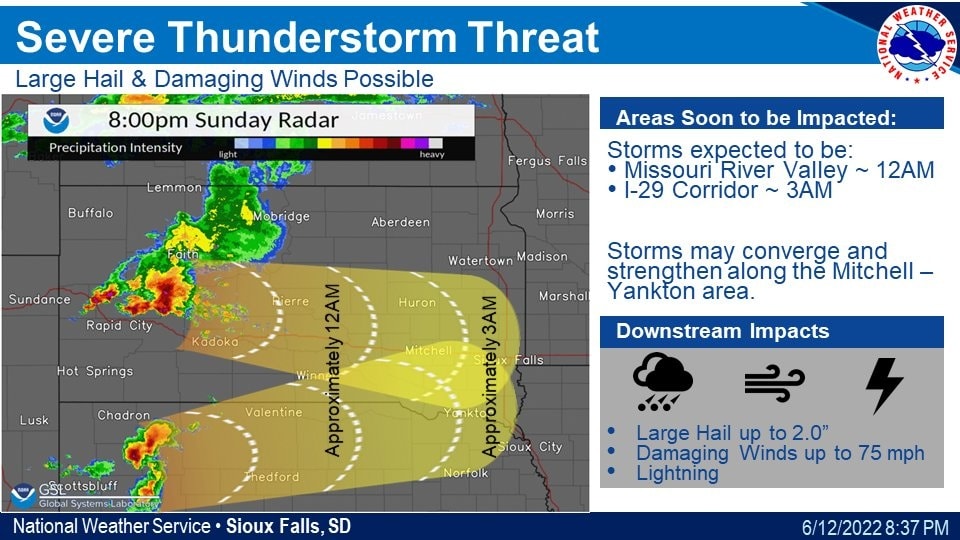 Severe Thunderstorm Threat
NATIONAL WEATHER SERVICE
Large Hail & Damaging Winds Possible
8:00pm Sunday Radar
Precipitation Intensity
light
heavy
Jamestown
Fergus Falls
Lemmon
Buffalo
Mobridge
Aberdeen
Morris
Faith
Watertown
Madison
Sundance
Pierre
Huron
Marshall
Rapid City
Kadoka
Mitchell
Sioux Falls
Hot Springs
Winn
Approximately 12AM
Approximately 3AM
Lusk
Chadron
Valentine
Yankto
Sioux City
Thedford
Norfolk
Scottsbluff
GSL
Global Systems Laboratory
Areas Soon to be Impacted:
Storms expected to be:
• Missouri River Valley ~ 12AM
• I-29 Corridor ~ 3AM
Storms may converge and
strengthen along the Mitchell –
Yankton area.
Downstream Impacts
• Large Hail up to 2.0”
• Damaging Winds up to 75 mph
• Lightning
National Weather Service • Sioux Falls, SD
6/12/2022 8:37 PM